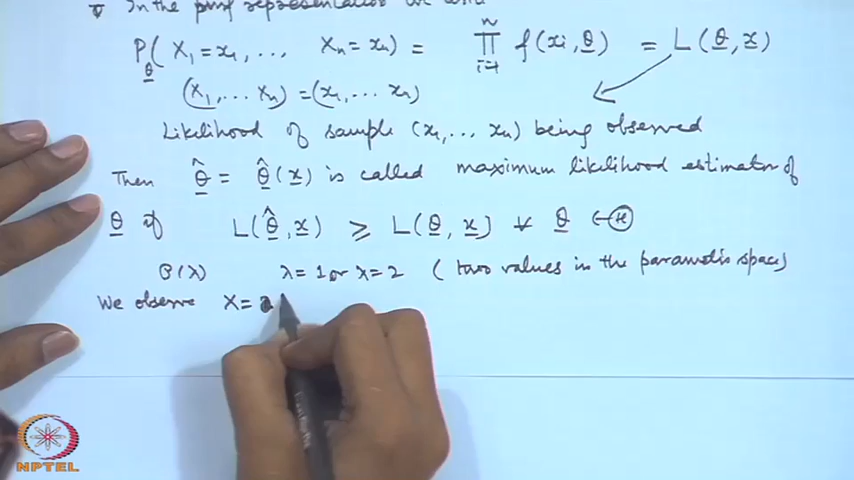 In the pmf representation we
P_θ(X₁ = x₁, ... Xₙ = xₙ) = ∏ᵢ₌₁ⁿ f(xi, θ) = L(θ, x)
(X₁, ... Xₙ) = (x₁, ... xₙ)
Likelihood of sample (x₁, ... xₙ) being observed
Then θ̂ = θ̂(x) is called maximum likelihood estimator of
θ if L(θ̂, x) ≥ L(θ, x) ∀ θ ∈ Ⓗ
P(λ) λ = 1 or λ = 2 (two values in the parametric space)
We observe X =
NPTEL